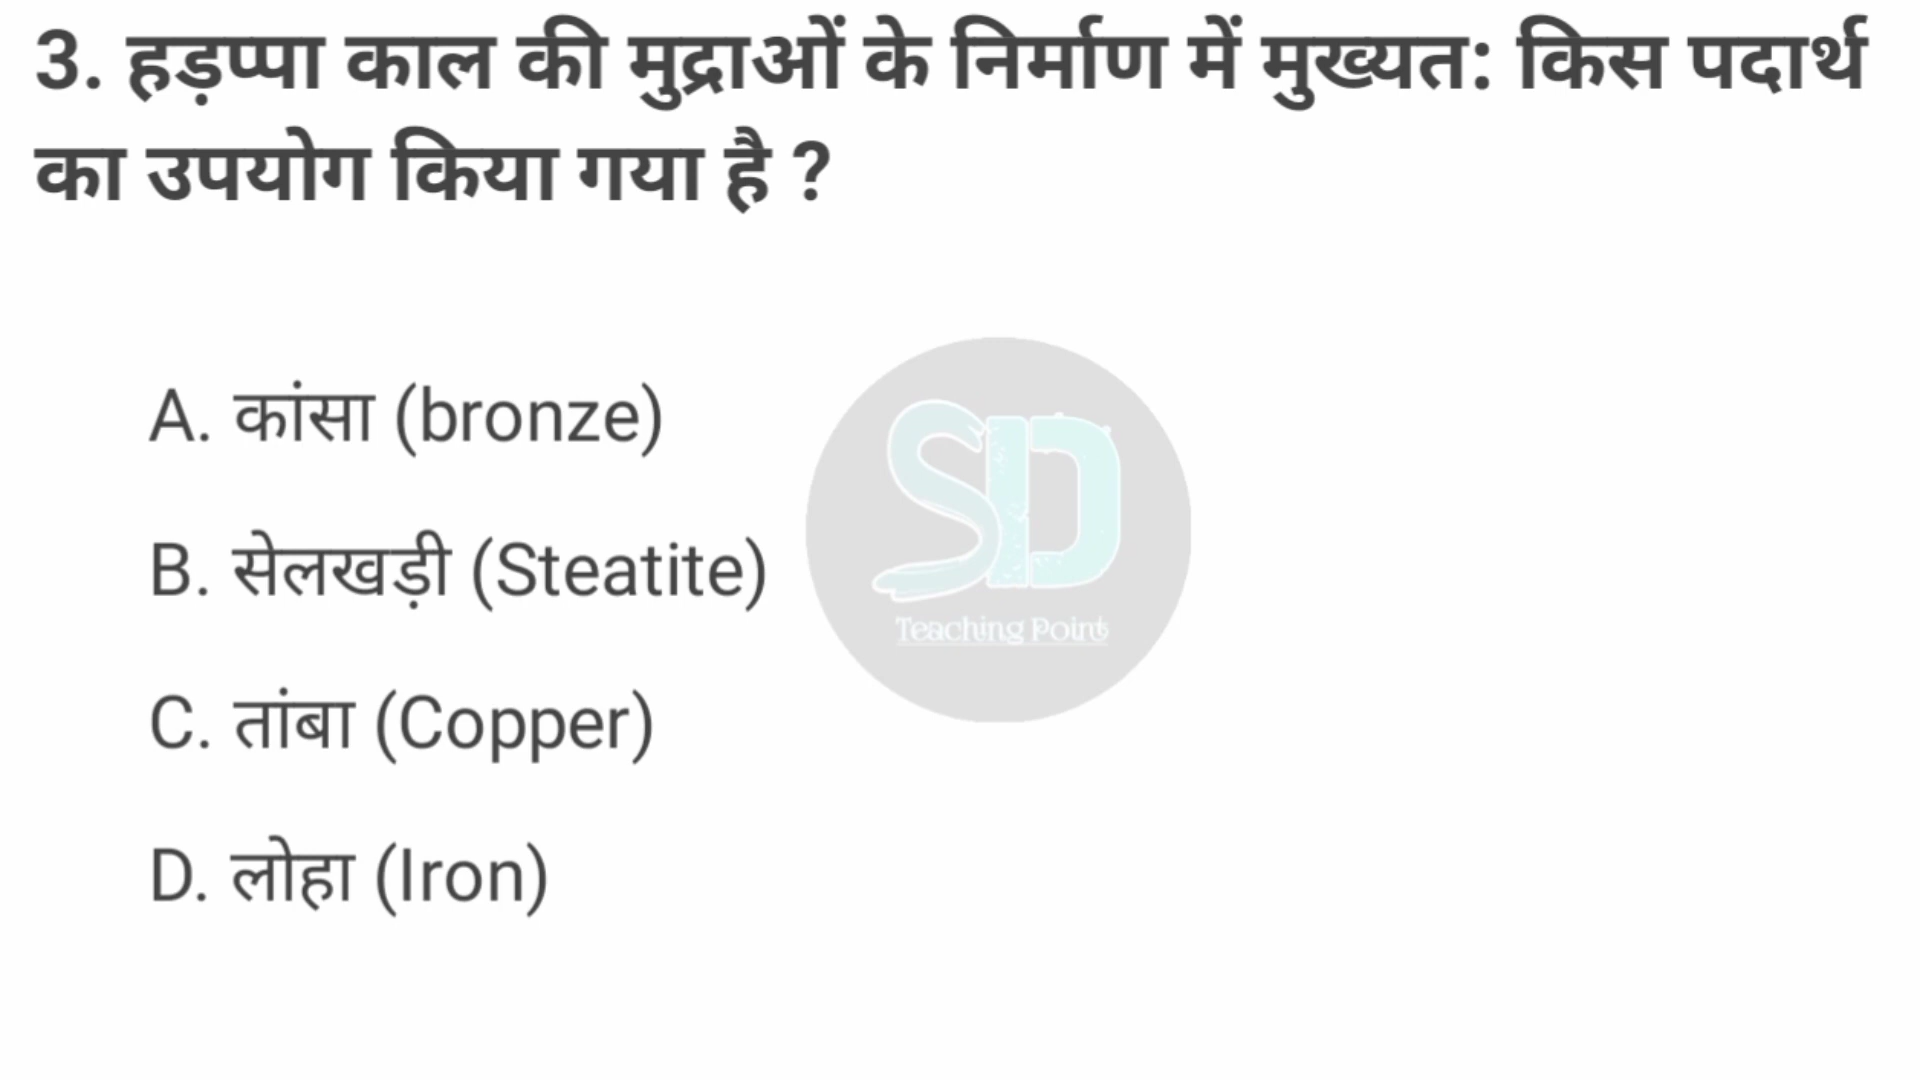 3. हड़प्पा काल की मुद्राओं के निर्माण में मुख्यत: किस पदार्थ
का उपयोग किया गया है ?
A. कांसा (bronze)
B. सेलखड़ी (Steatite)
C. तांबा (Copper)
D. लोहा (Iron)
SD
Teaching Point